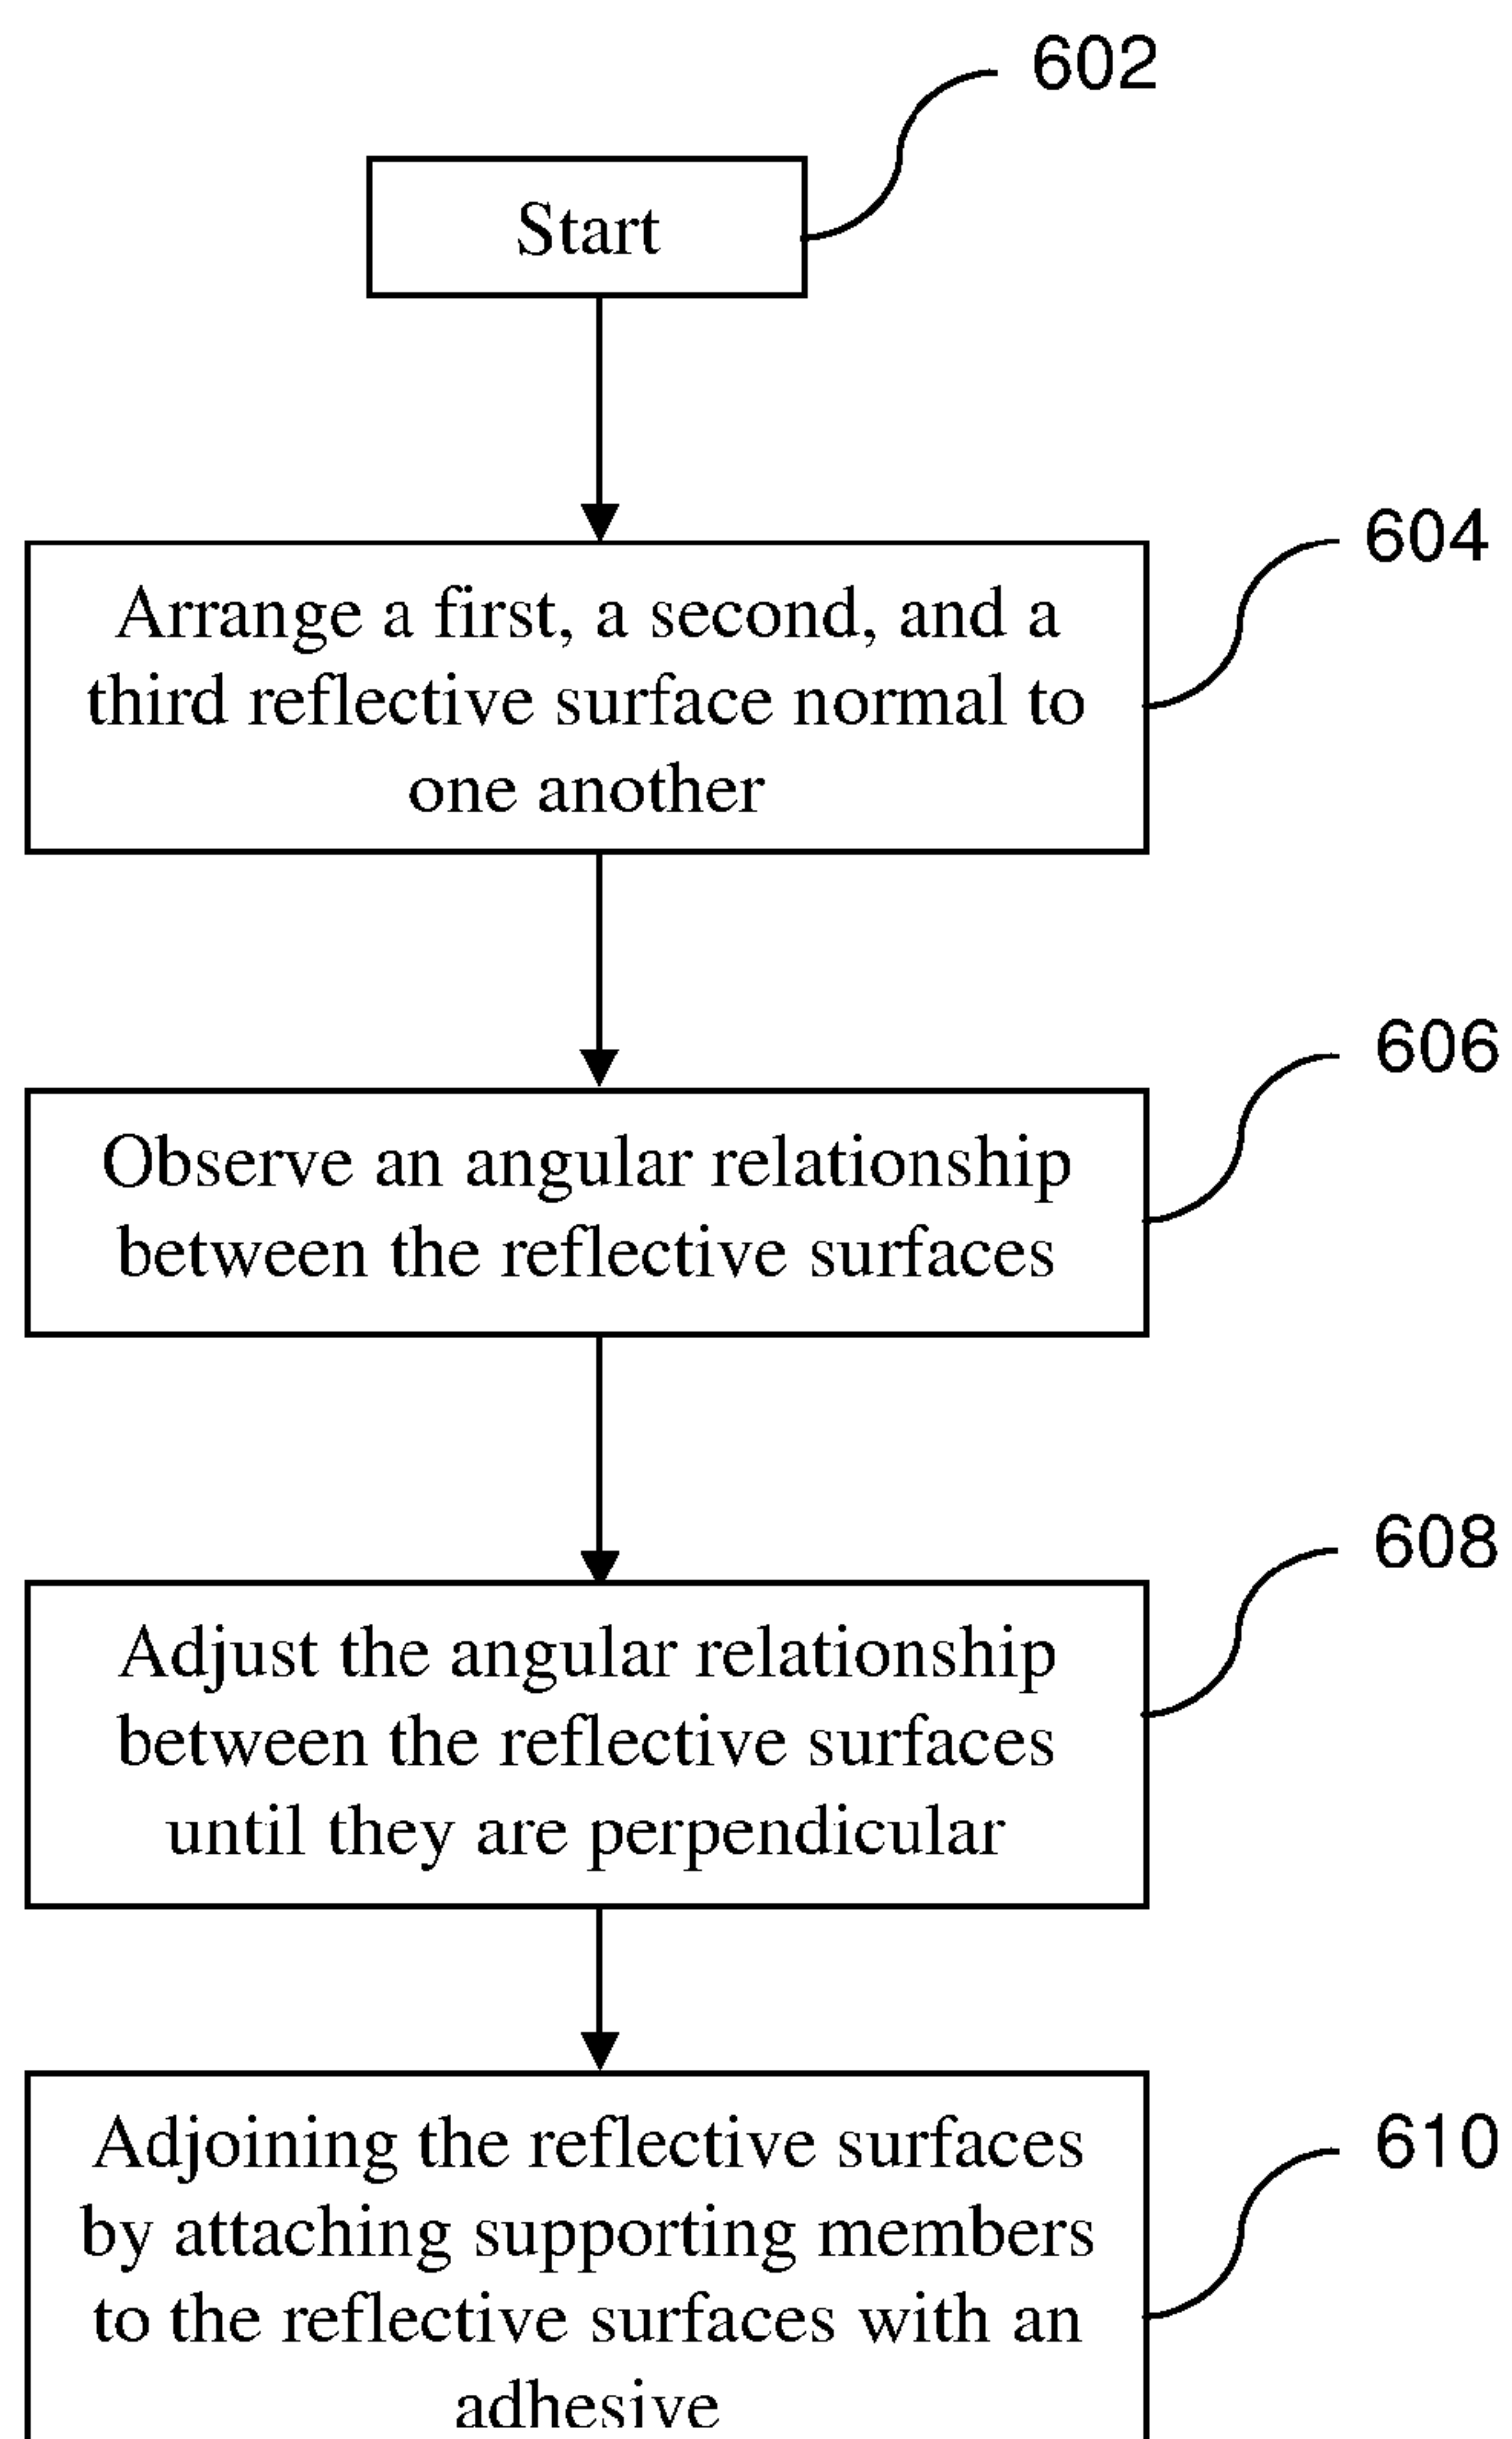 602
Start
604
Arrange a first, a second, and a
third reflective surface normal to
one another
606
Observe an angular relationship
between the reflective surfaces
608
Adjust the angular relationship
between the reflective surfaces
until they are perpendicular
610
Adjoining the reflective surfaces
by attaching supporting members
to the reflective surfaces with an
adhesive